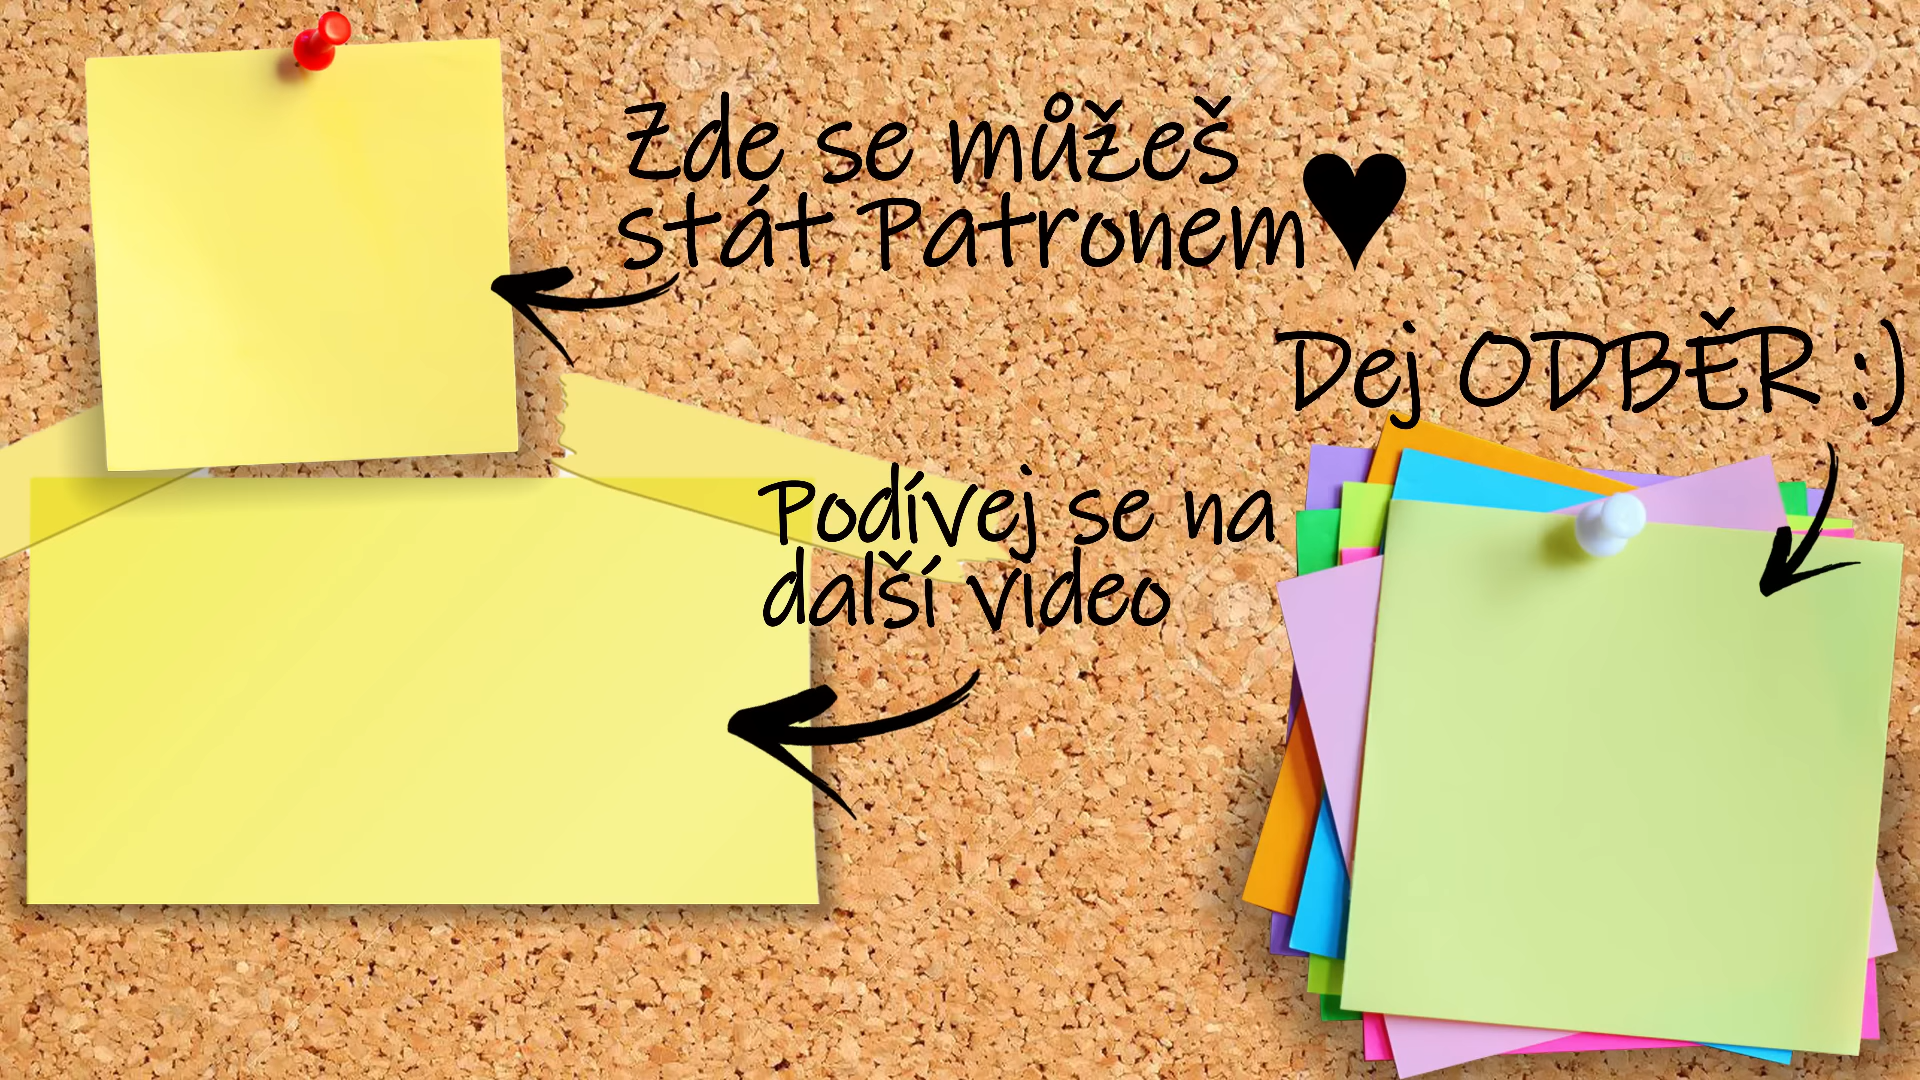 Zde se můžeš
stát Patronem♥
Dej ODBĚR :)
Podívej se na
další video